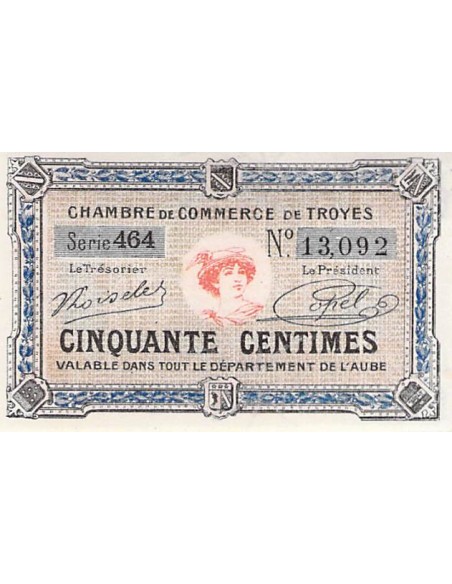 CHAMBRE DE COMMERCE DE TROYES
Serie 464 Nº 13,092
Le Trésorier Le Président
CINQUANTE CENTIMES
VALABLE DANS TOUT LE DÉPARTEMENT DE L'AUBE